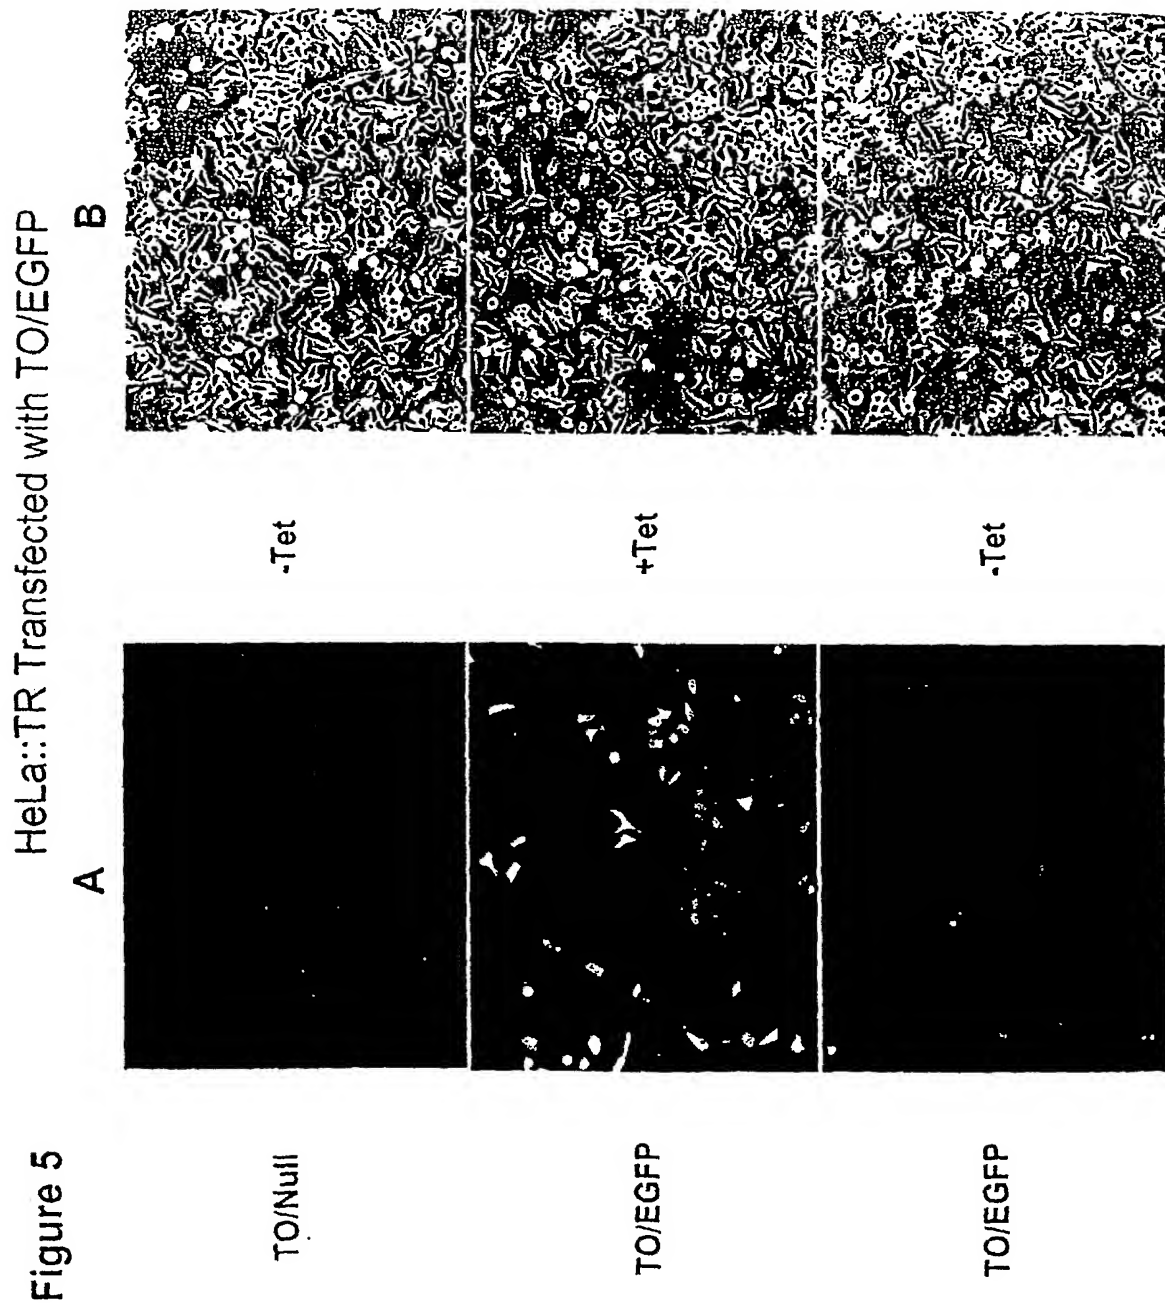 Figure 5
HeLa::TR Transfected with TO/EGFP
A
B
TO/Null
-Tet
TO/EGFP
+Tet
TO/EGFP
-Tet